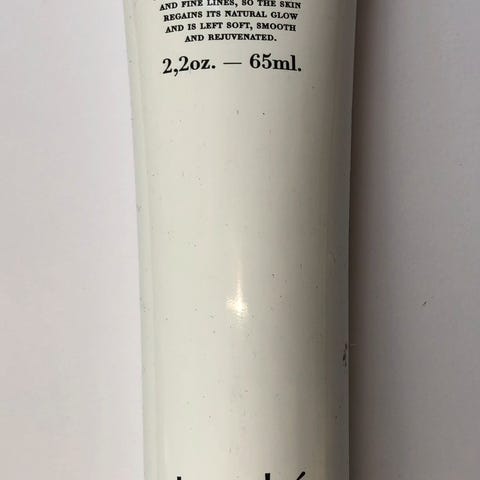 AND FINE LINES, SO THE SKIN
REGAINS ITS NATURAL GLOW
AND IS LEFT SOFT, SMOOTH
AND REJUVENATED.
2,2oz. — 65ml.